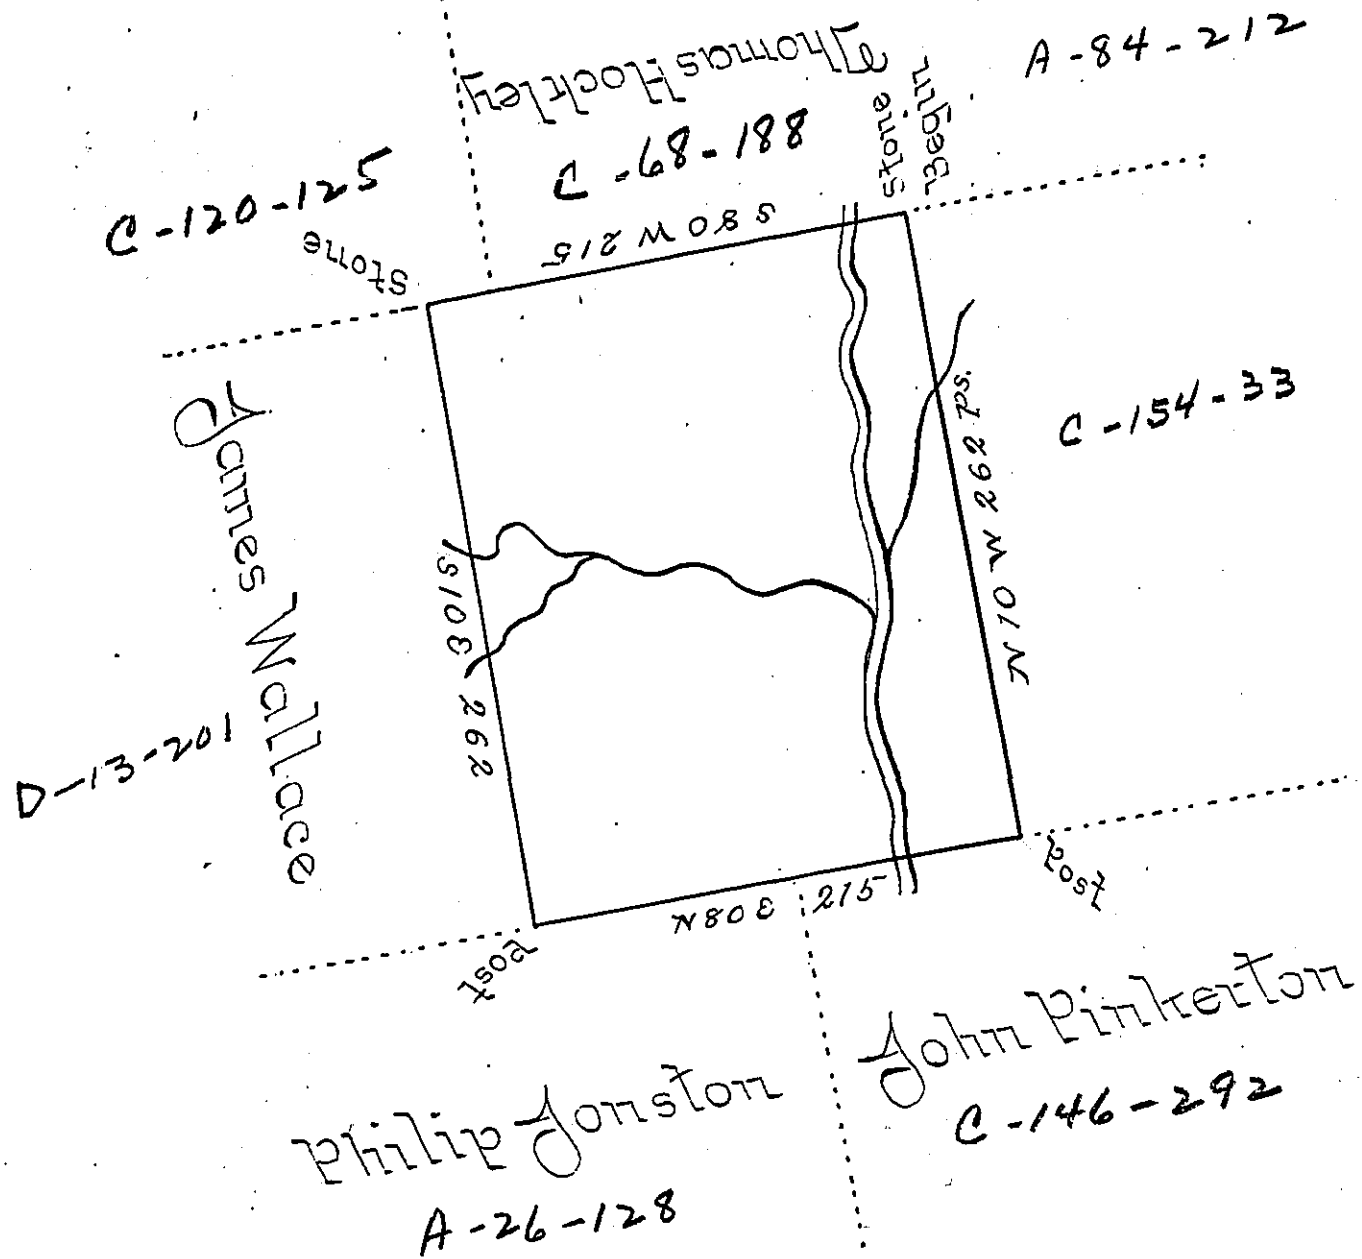 Thomas Hockley
A-84-212
C-68-188
Stone
Begun
C-120-125
Stone
S 80 W 215
C-154-33
N 10 W 262 ps.
James Wallace
S 10 E 262
D-13-201
N 80 E 215
Post
Post
John Pinkerton
C-146-292
Philip Jonston
A-26-128